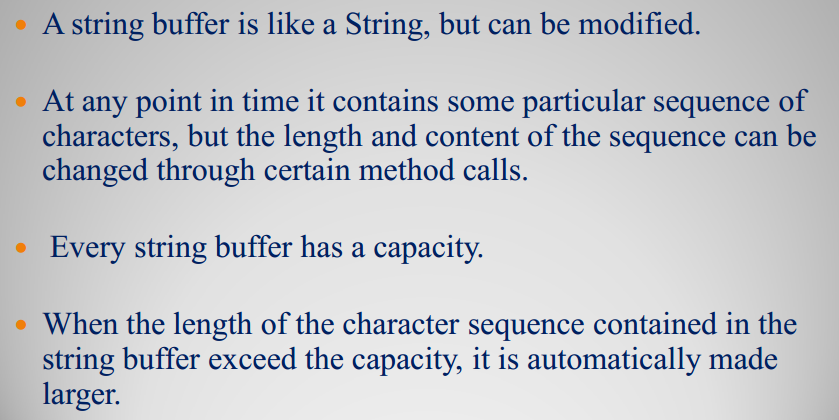 • A string buffer is like a String, but can be modified.
• At any point in time it contains some particular sequence of
characters, but the length and content of the sequence can be
changed through certain method calls.
• Every string buffer has a capacity.
• When the length of the character sequence contained in the
string buffer exceed the capacity, it is automatically made
larger.